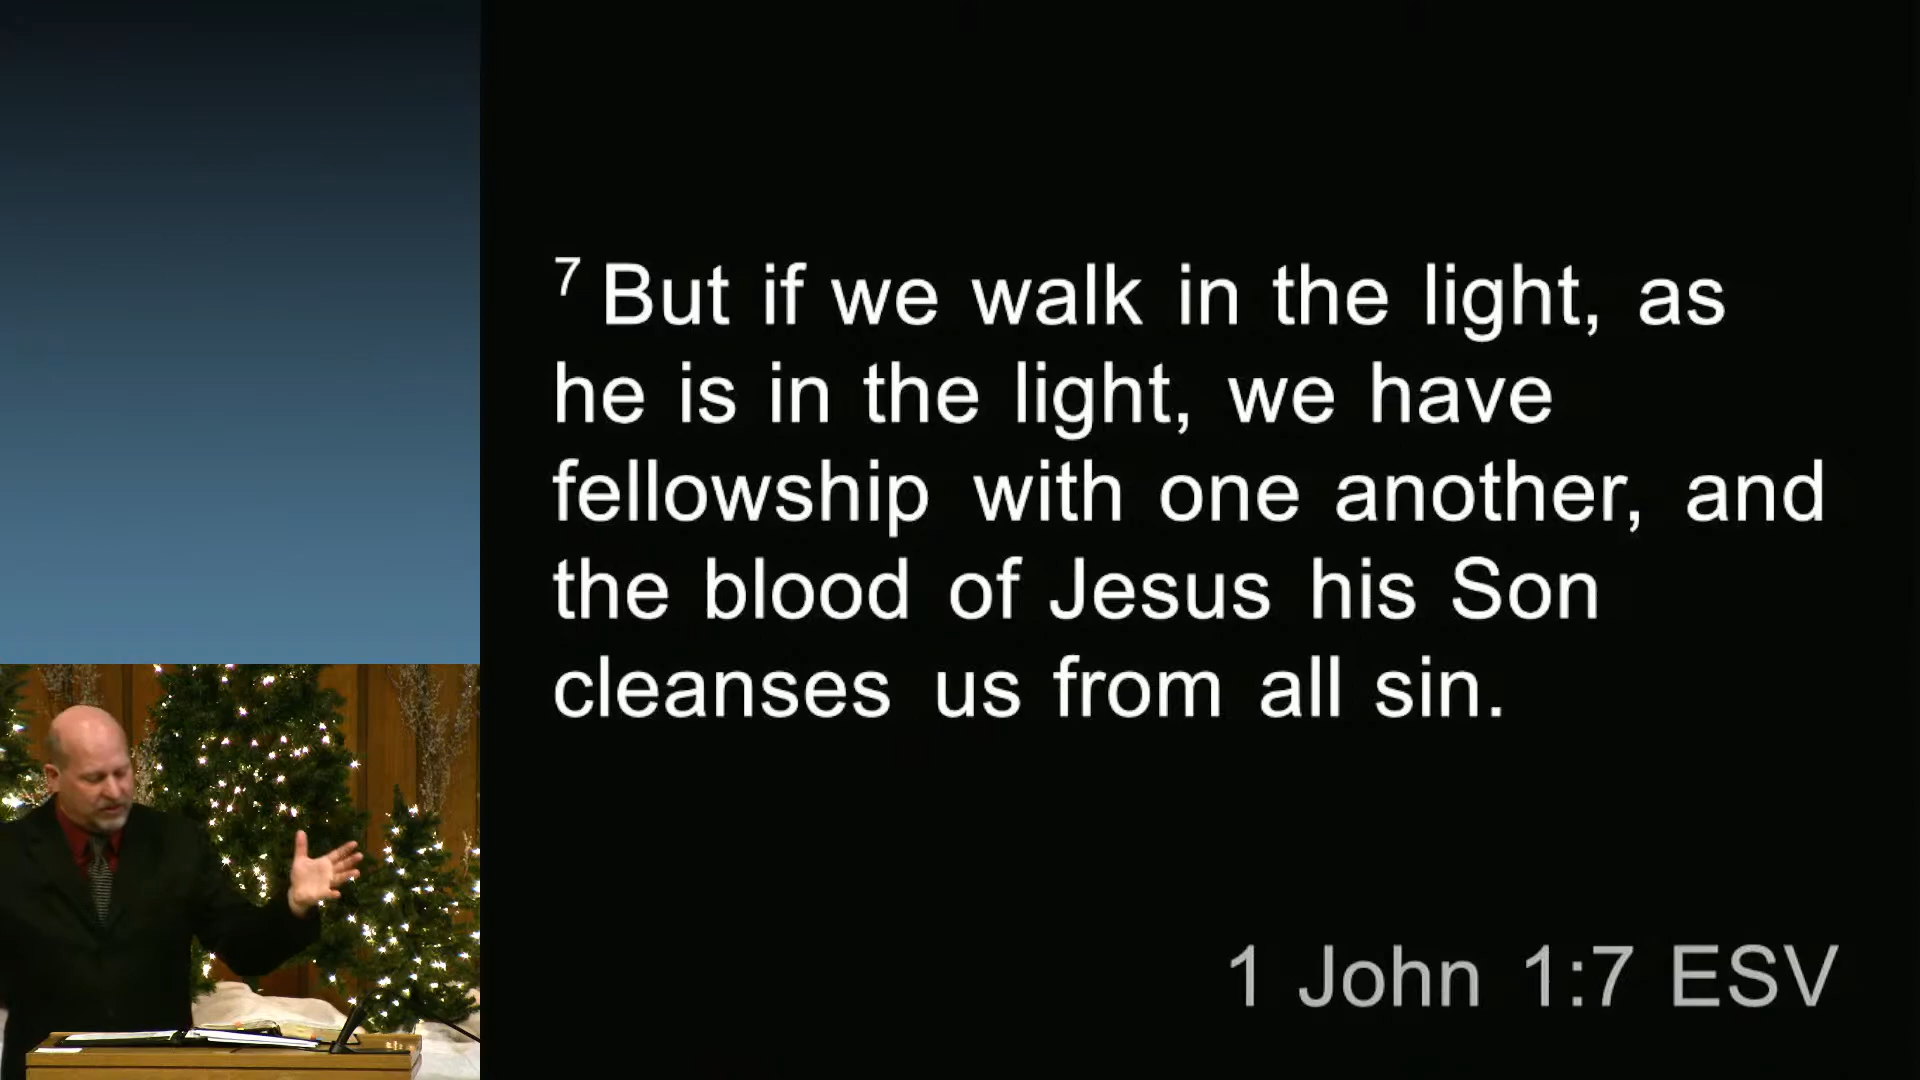 7 But if we walk in the light, as
he is in the light, we have
fellowship with one another, and
the blood of Jesus his Son
cleanses us from all sin.
1 John 1:7 ESV